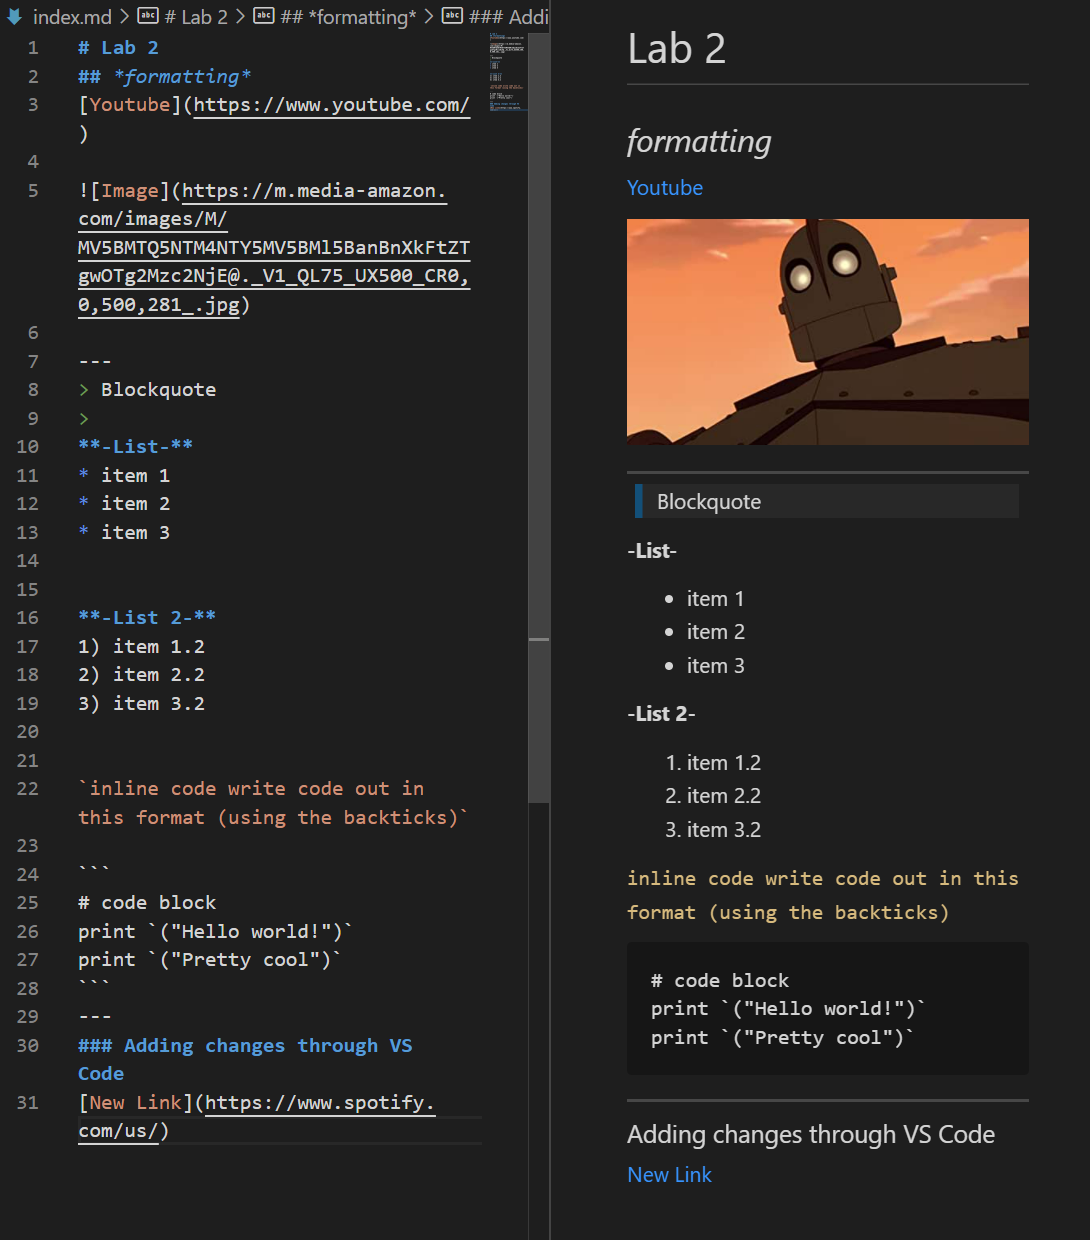 index.md > # Lab 2 > ## *formatting* > ### Addi
1 # Lab 2
2 ## *formatting*
3 [Youtube](https://www.youtube.com/
)
4
5 ![Image](https://m.media-amazon.
com/images/M/
MV5BMTQ5NTM4NTY5MV5BMl5BanBnXkFtZT
gwOTg2Mzc2NjE@._V1_QL75_UX500_CR0,
0,500,281_.jpg)
6
7 ---
8 > Blockquote
9 >
10 **-List-**
11 * item 1
12 * item 2
13 * item 3
14
15
16 **-List 2-**
17 1) item 1.2
18 2) item 2.2
19 3) item 3.2
20
21
22 `inline code write code out in
this format (using the backticks)`
23
24 ```
25 # code block
26 print `("Hello world!")`
27 print `("Pretty cool")`
28 ```
29 ---
30 ### Adding changes through VS
Code
31 [New Link](https://www.spotify.
com/us/)
Lab 2
formatting
Youtube
Blockquote
-List-
• item 1
• item 2
• item 3
-List 2-
1. item 1.2
2. item 2.2
3. item 3.2
inline code write code out in this
format (using the backticks)
# code block
print `("Hello world!")`
print `("Pretty cool")`
Adding changes through VS Code
New Link